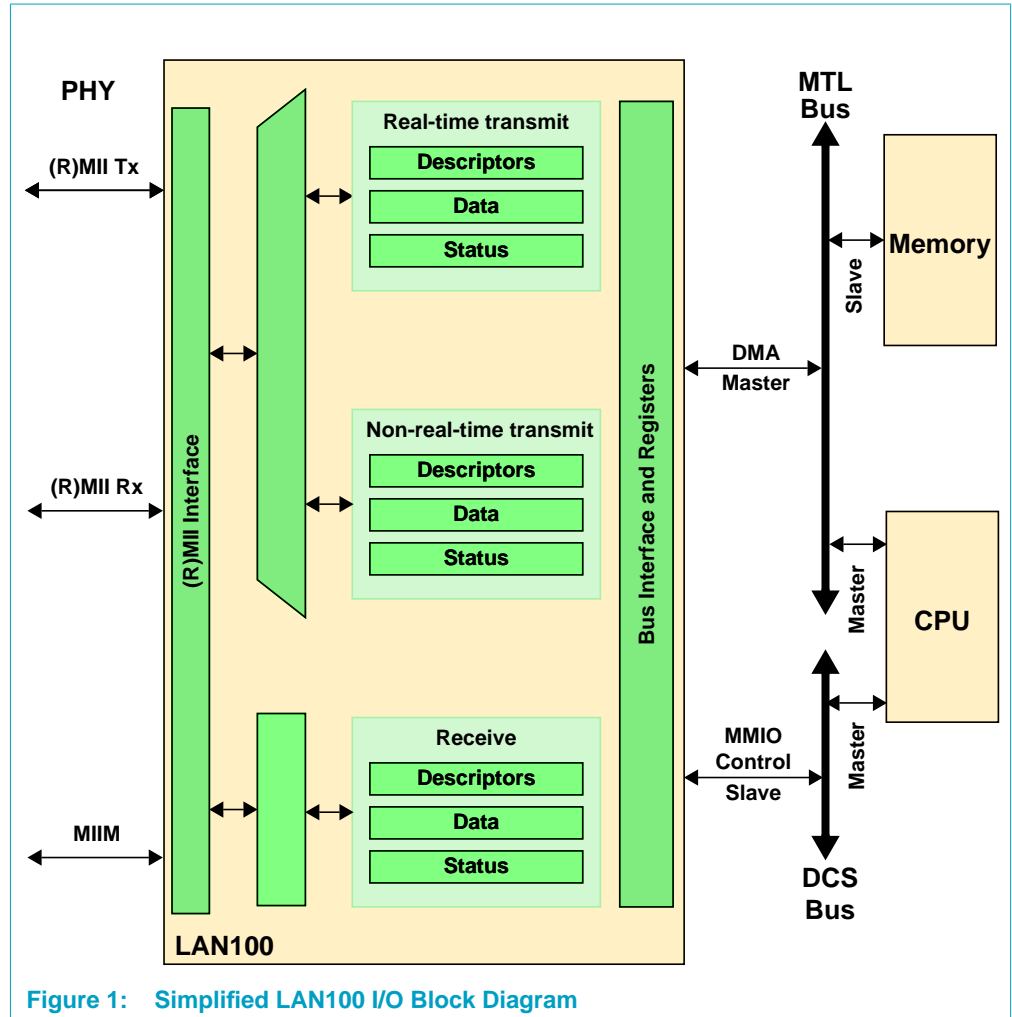 PHY
(R)MII Tx
(R)MII Rx
MIIM
(R)MII Interface
Real-time transmit
Descriptors
Data
Status
Non-real-time transmit
Descriptors
Data
Status
Receive
Descriptors
Data
Status
Bus Interface and Registers
LAN100
DMA
Master
MMIO
Control
Slave
MTL
Bus
Slave
Memory
Master
CPU
Master
DCS
Bus
Figure 1: Simplified LAN100 I/O Block Diagram